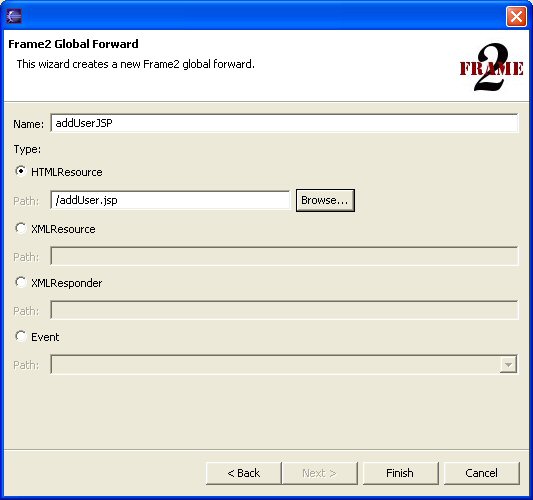 Frame2 Global Forward
This wizard creates a new Frame2 global forward.
FRAME 2
Name: addUserJSP
Type:
HTMLResource
Path: /addUser.jsp Browse...
XMLResource
Path:
XMLResponder
Path:
Event
Path:
< Back Next > Finish Cancel